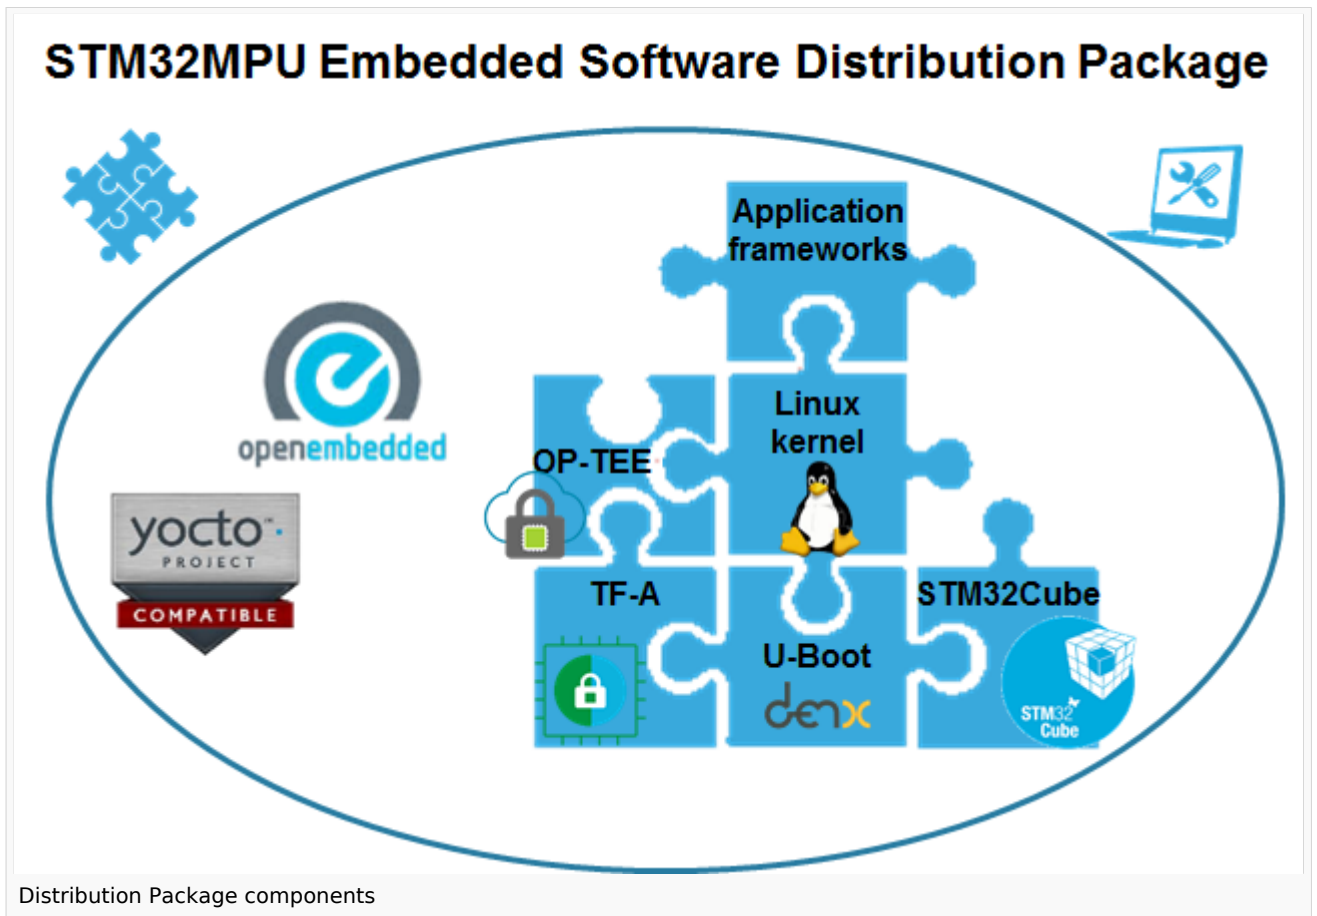 STM32MPU Embedded Software Distribution Package
Application
frameworks
openembedded
Linux
kernel
OP-TEE
yocto
PROJECT
COMPATIBLE
TF-A
U-Boot
denx
STM32Cube
STM32
Cube
Distribution Package components